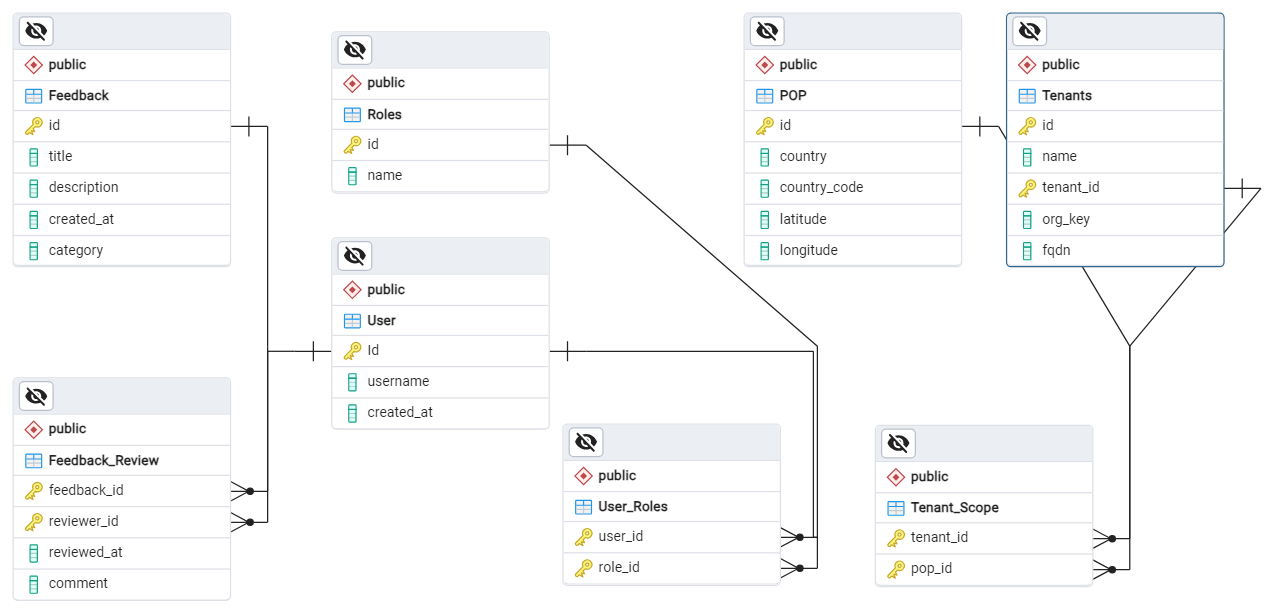 public
Feedback
id
title
description
created_at
category
public
Roles
id
name
public
POP
id
country
country_code
latitude
longitude
public
Tenants
id
name
tenant_id
org_key
fqdn
public
User
Id
username
created_at
public
Feedback_Review
feedback_id
reviewer_id
reviewed_at
comment
public
User_Roles
user_id
role_id
public
Tenant_Scope
tenant_id
pop_id